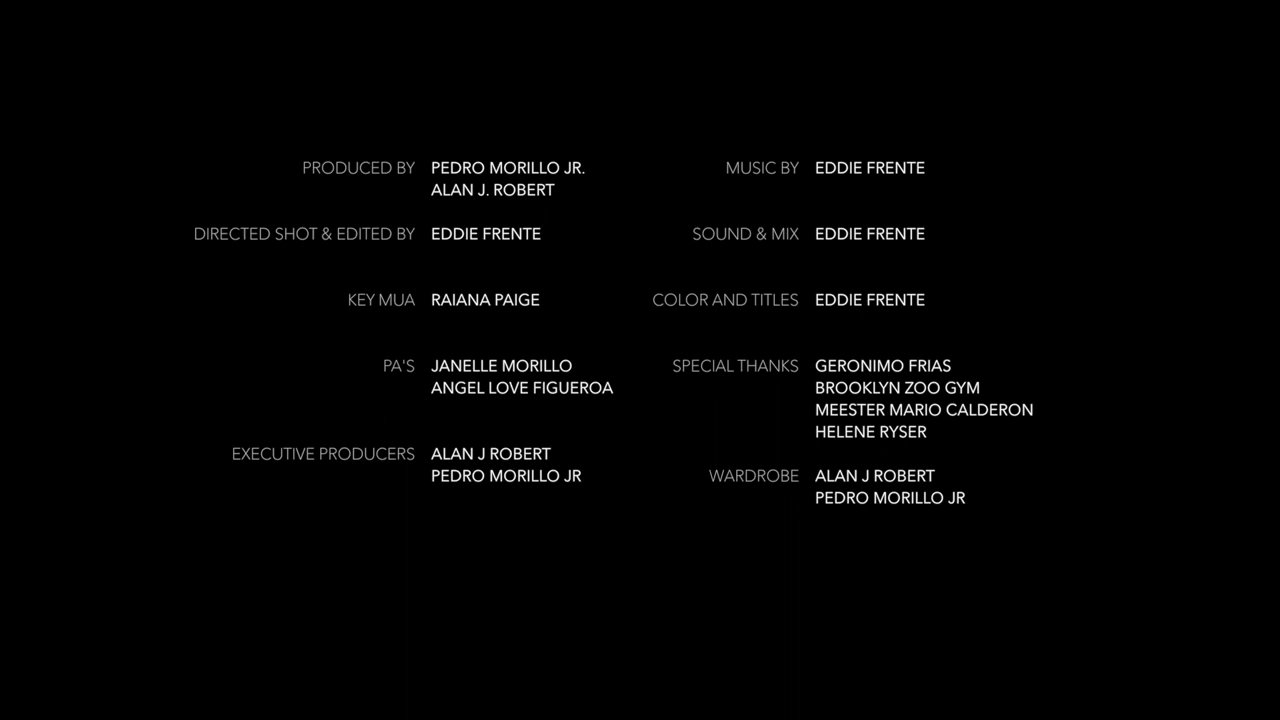 PRODUCED BY PEDRO MORILLO JR.
ALAN J. ROBERT
DIRECTED SHOT & EDITED BY EDDIE FRENTE
KEY MUA RAIANA PAIGE
PA'S JANELLE MORILLO
ANGEL LOVE FIGUEROA
EXECUTIVE PRODUCERS ALAN J ROBERT
PEDRO MORILLO JR
MUSIC BY EDDIE FRENTE
SOUND & MIX EDDIE FRENTE
COLOR AND TITLES EDDIE FRENTE
SPECIAL THANKS GERONIMO FRIAS
BROOKLYN ZOO GYM
MEESTER MARIO CALDERON
HELENE RYSER
WARDROBE ALAN J ROBERT
PEDRO MORILLO JR